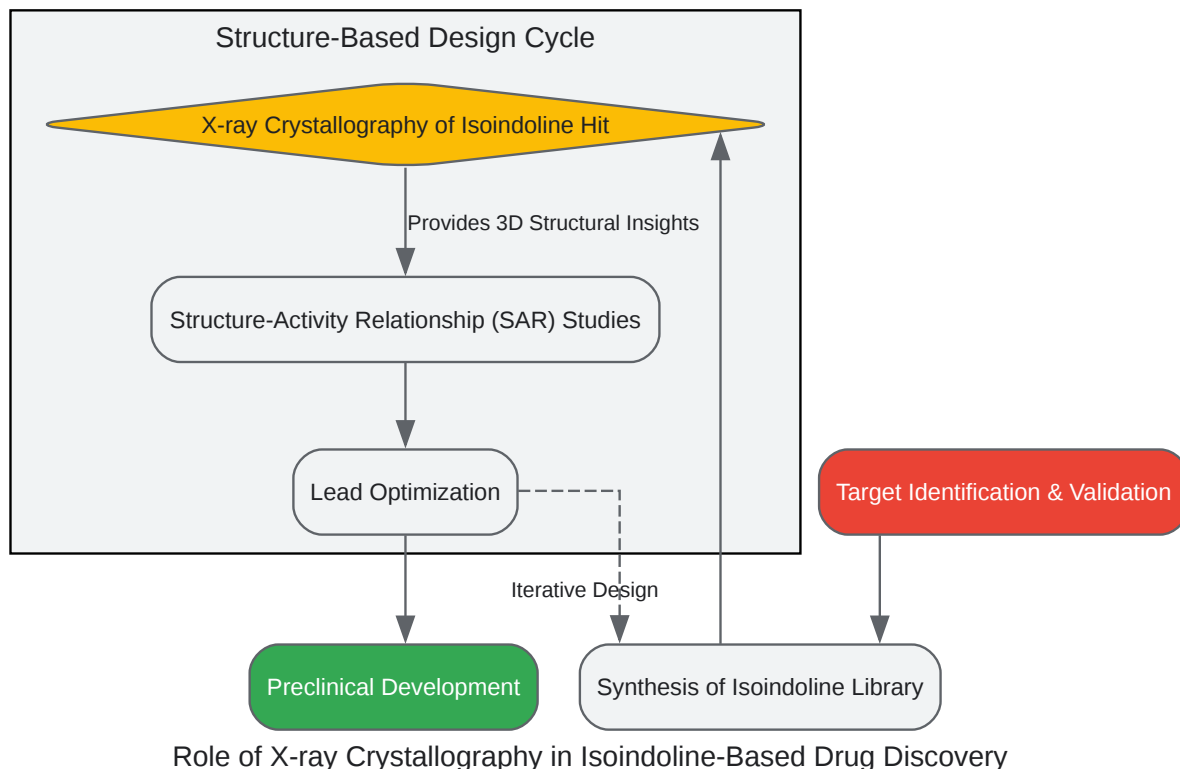 Structure-Based Design Cycle
X-ray Crystallography of Isoindoline Hit
Provides 3D Structural Insights
Structure-Activity Relationship (SAR) Studies
Lead Optimization
Target Identification & Validation
Iterative Design
Preclinical Development
Synthesis of Isoindoline Library
Role of X-ray Crystallography in Isoindoline-Based Drug Discovery